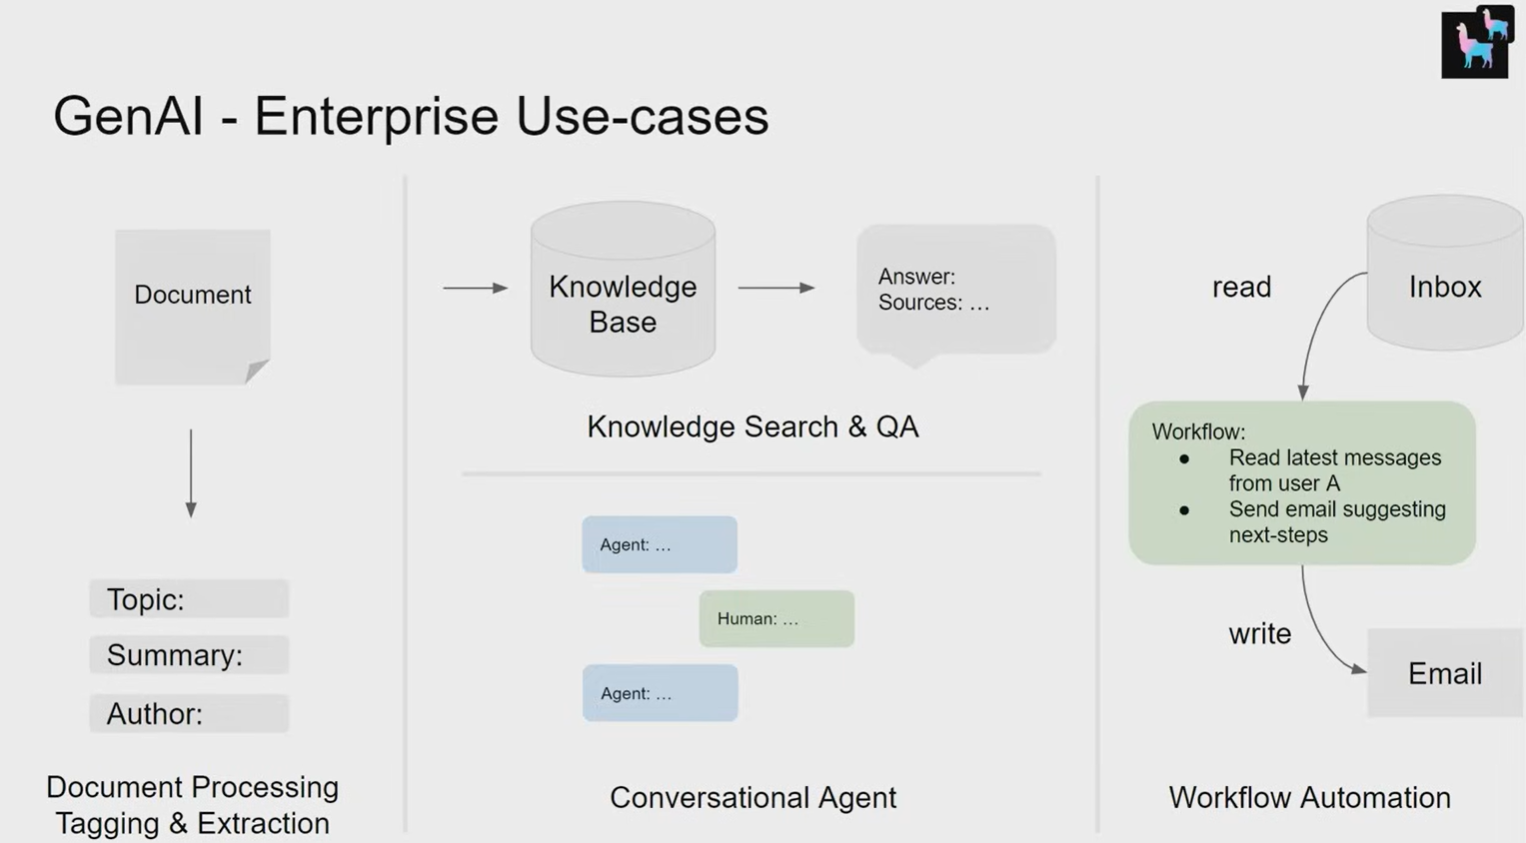 GenAI - Enterprise Use-cases
Document
Topic:
Summary:
Author:
Document Processing
Tagging & Extraction
Knowledge
Base
Answer:
Sources: …
Knowledge Search & QA
Agent: …
Human: …
Agent: …
Conversational Agent
read
Inbox
Workflow:
● Read latest messages
from user A
● Send email suggesting
next-steps
write
Email
Workflow Automation